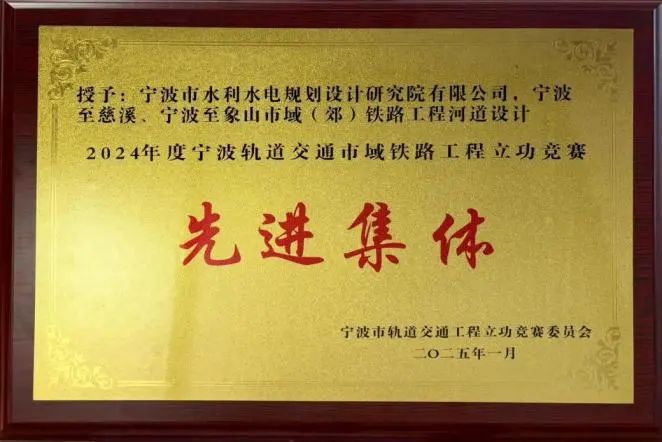 授予：宁波市水利水电规划设计研究院有限公司，宁波
至慈溪、宁波至象山市域（郊）铁路工程河道设计
2024年度宁波轨道交通市域铁路工程立功竞赛
先进集体
宁波市轨道交通工程立功竞赛委员会
二〇二五年一月